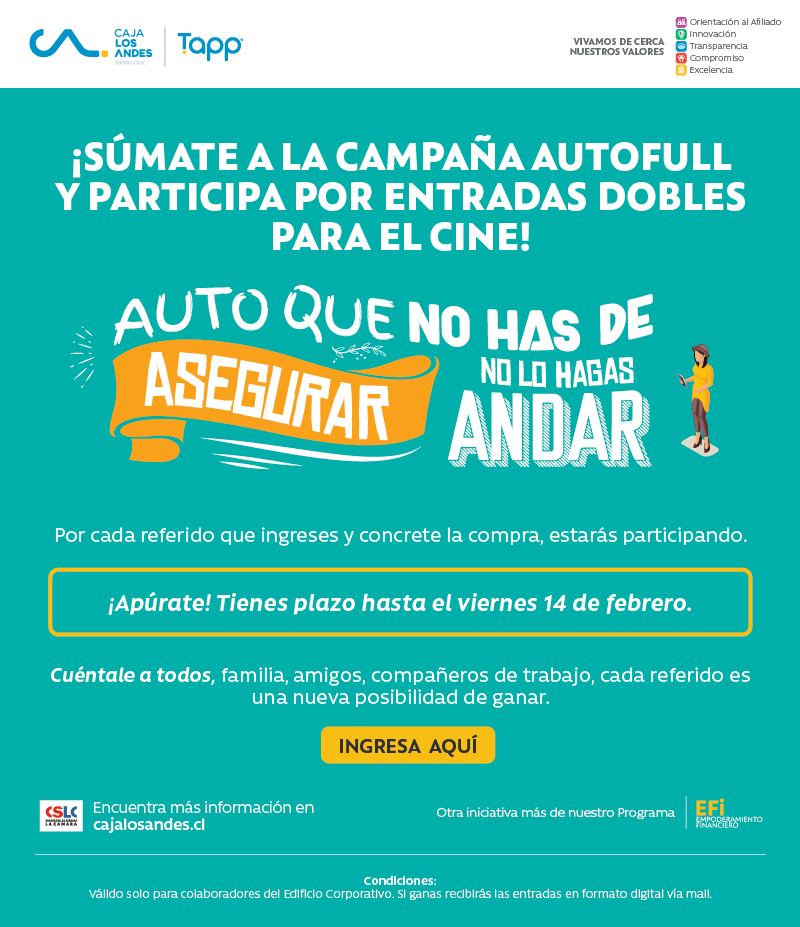 CAJA
LOS
ANDES
Tapp
VIVAMOS DE CERCA
NUESTROS VALORES
Orientación al Afiliado
Innovación
Transparencia
Compromiso
Excelencia
¡SÚMATE A LA CAMPAÑA AUTOFULL
Y PARTICIPA POR ENTRADAS DOBLES
PARA EL CINE!
AUTO QUE NO HAS DE
ASEGURAR
NO LO HAGAS
ANDAR
Por cada referido que ingreses y concrete la compra, estarás participando.
¡Apúrate! Tienes plazo hasta el viernes 14 de febrero.
Cuéntale a todos, familia, amigos, compañeros de trabajo, cada referido es
una nueva posibilidad de ganar.
INGRESA AQUÍ
CSLC
LA CAMARA
Encuentra más información en
cajalosandes.cl
Otra iniciativa más de nuestro Programa
EFi
EMPODERAMIENTO
FINANCIERO
Condiciones:
Válido solo para colaboradores del Edificio Corporativo. Si ganas recibirás las entradas en formato digital vía mail.